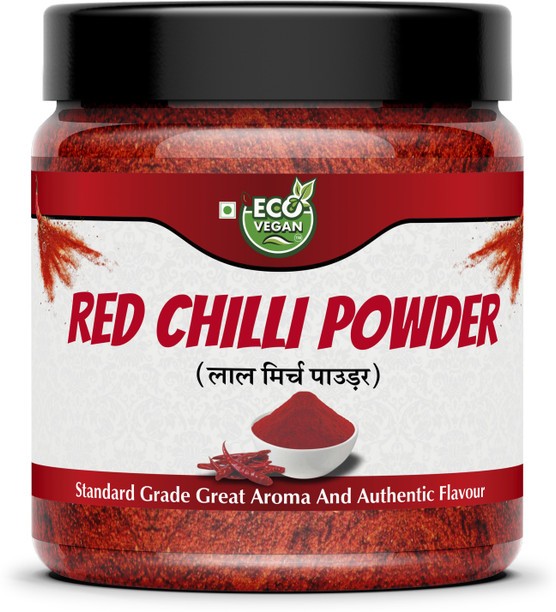 ECO
VEGAN
RED CHILLI POWDER
(लाल मिर्च पाउड़र)
Standard Grade Great Aroma And Authentic Flavour